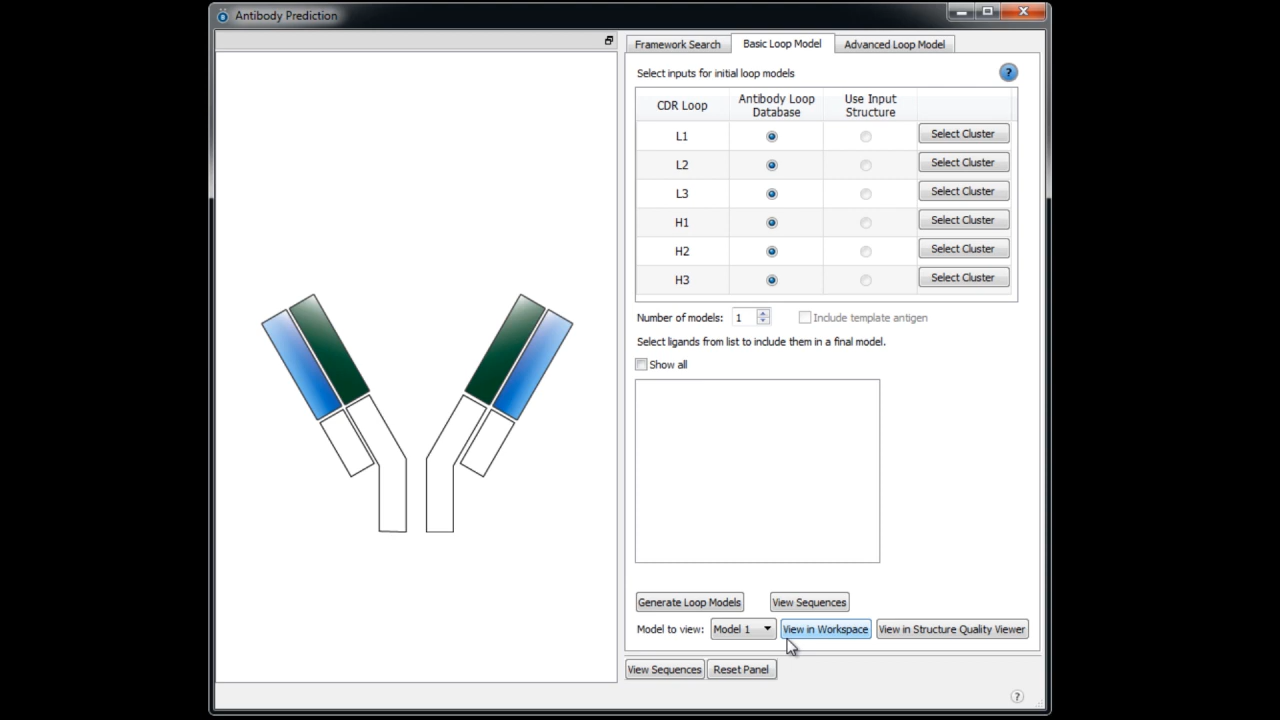 Antibody Prediction
Framework Search Basic Loop Model Advanced Loop Model
Select inputs for initial loop models ?
CDR Loop Antibody Loop Database Use Input Structure
L1 Select Cluster
L2 Select Cluster
L3 Select Cluster
H1 Select Cluster
H2 Select Cluster
H3 Select Cluster
Number of models: 1 Include template antigen
Select ligands from list to include them in a final model.
Show all
Generate Loop Models View Sequences
Model to view: Model 1 View in Workspace View in Structure Quality Viewer
View Sequences Reset Panel
?